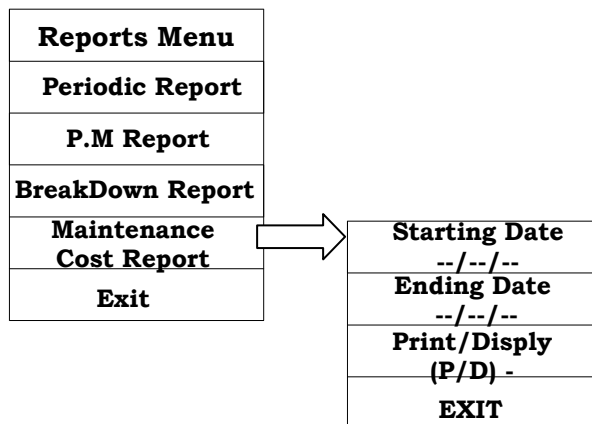 Reports Menu
Periodic Report
P.M Report
BreakDown Report
Maintenance
Cost Report
Exit
Starting Date
--/--/--
Ending Date
--/--/--
Print/Disply
(P/D) -
EXIT